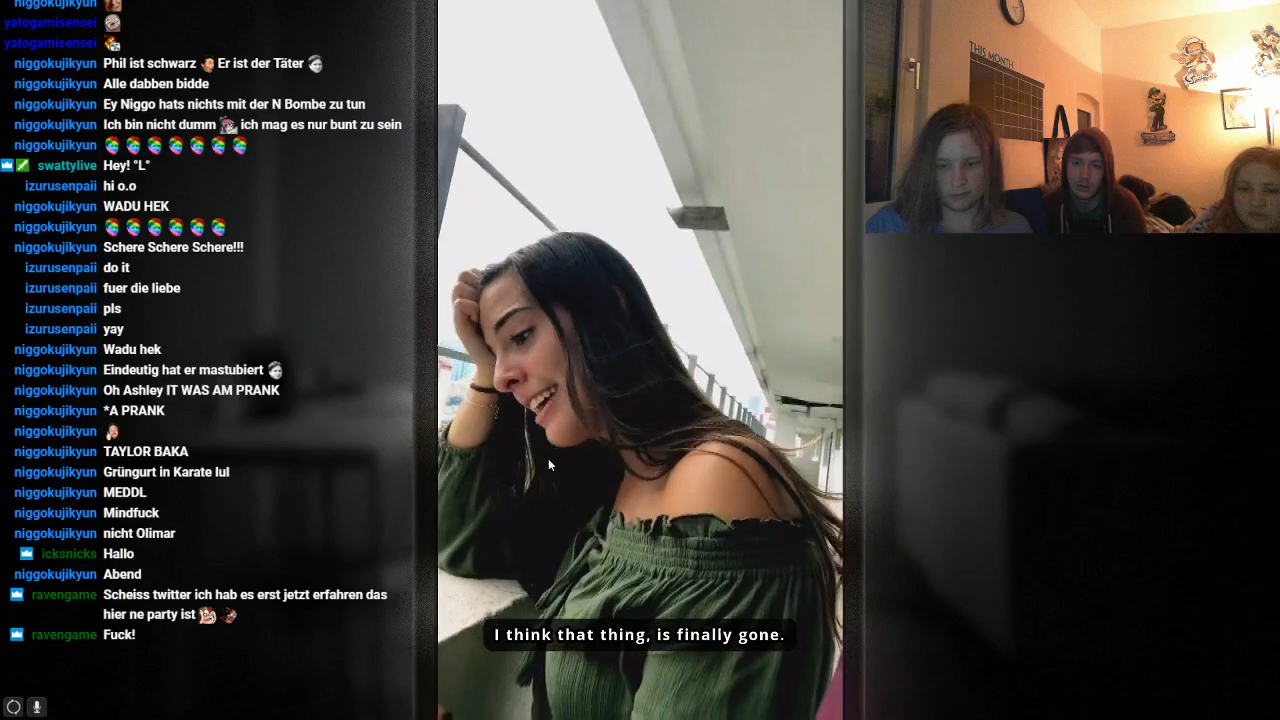 niggokujikyun
yatogamisensei
yatogamisensei
niggokujikyun Phil ist schwarz Er ist der Täter
niggokujikyun Alle dabben bidde
niggokujikyun Ey Niggo hats nichts mit der N Bombe zu tun
niggokujikyun Ich bin nicht dumm ich mag es nur bunt zu sein
niggokujikyun
swattylive Hey! °L°
izurusenpaii hi o.o
niggokujikyun WADU HEK
niggokujikyun
niggokujikyun Schere Schere Schere!!!
izurusenpaii do it
izurusenpaii fuer die liebe
izurusenpaii pls
izurusenpaii yay
niggokujikyun Wadu hek
niggokujikyun Eindeutig hat er mastubiert
niggokujikyun Oh Ashley IT WAS AM PRANK
niggokujikyun *A PRANK
niggokujikyun
niggokujikyun TAYLOR BAKA
niggokujikyun Grüngurt in Karate lul
niggokujikyun MEDDL
niggokujikyun Mindfuck
niggokujikyun nicht Olimar
icksnicks Hallo
niggokujikyun Abend
ravengame Scheiss twitter ich hab es erst jetzt erfahren das
hier ne party ist
ravengame Fuck!
I think that thing, is finally gone.
THIS MONTH